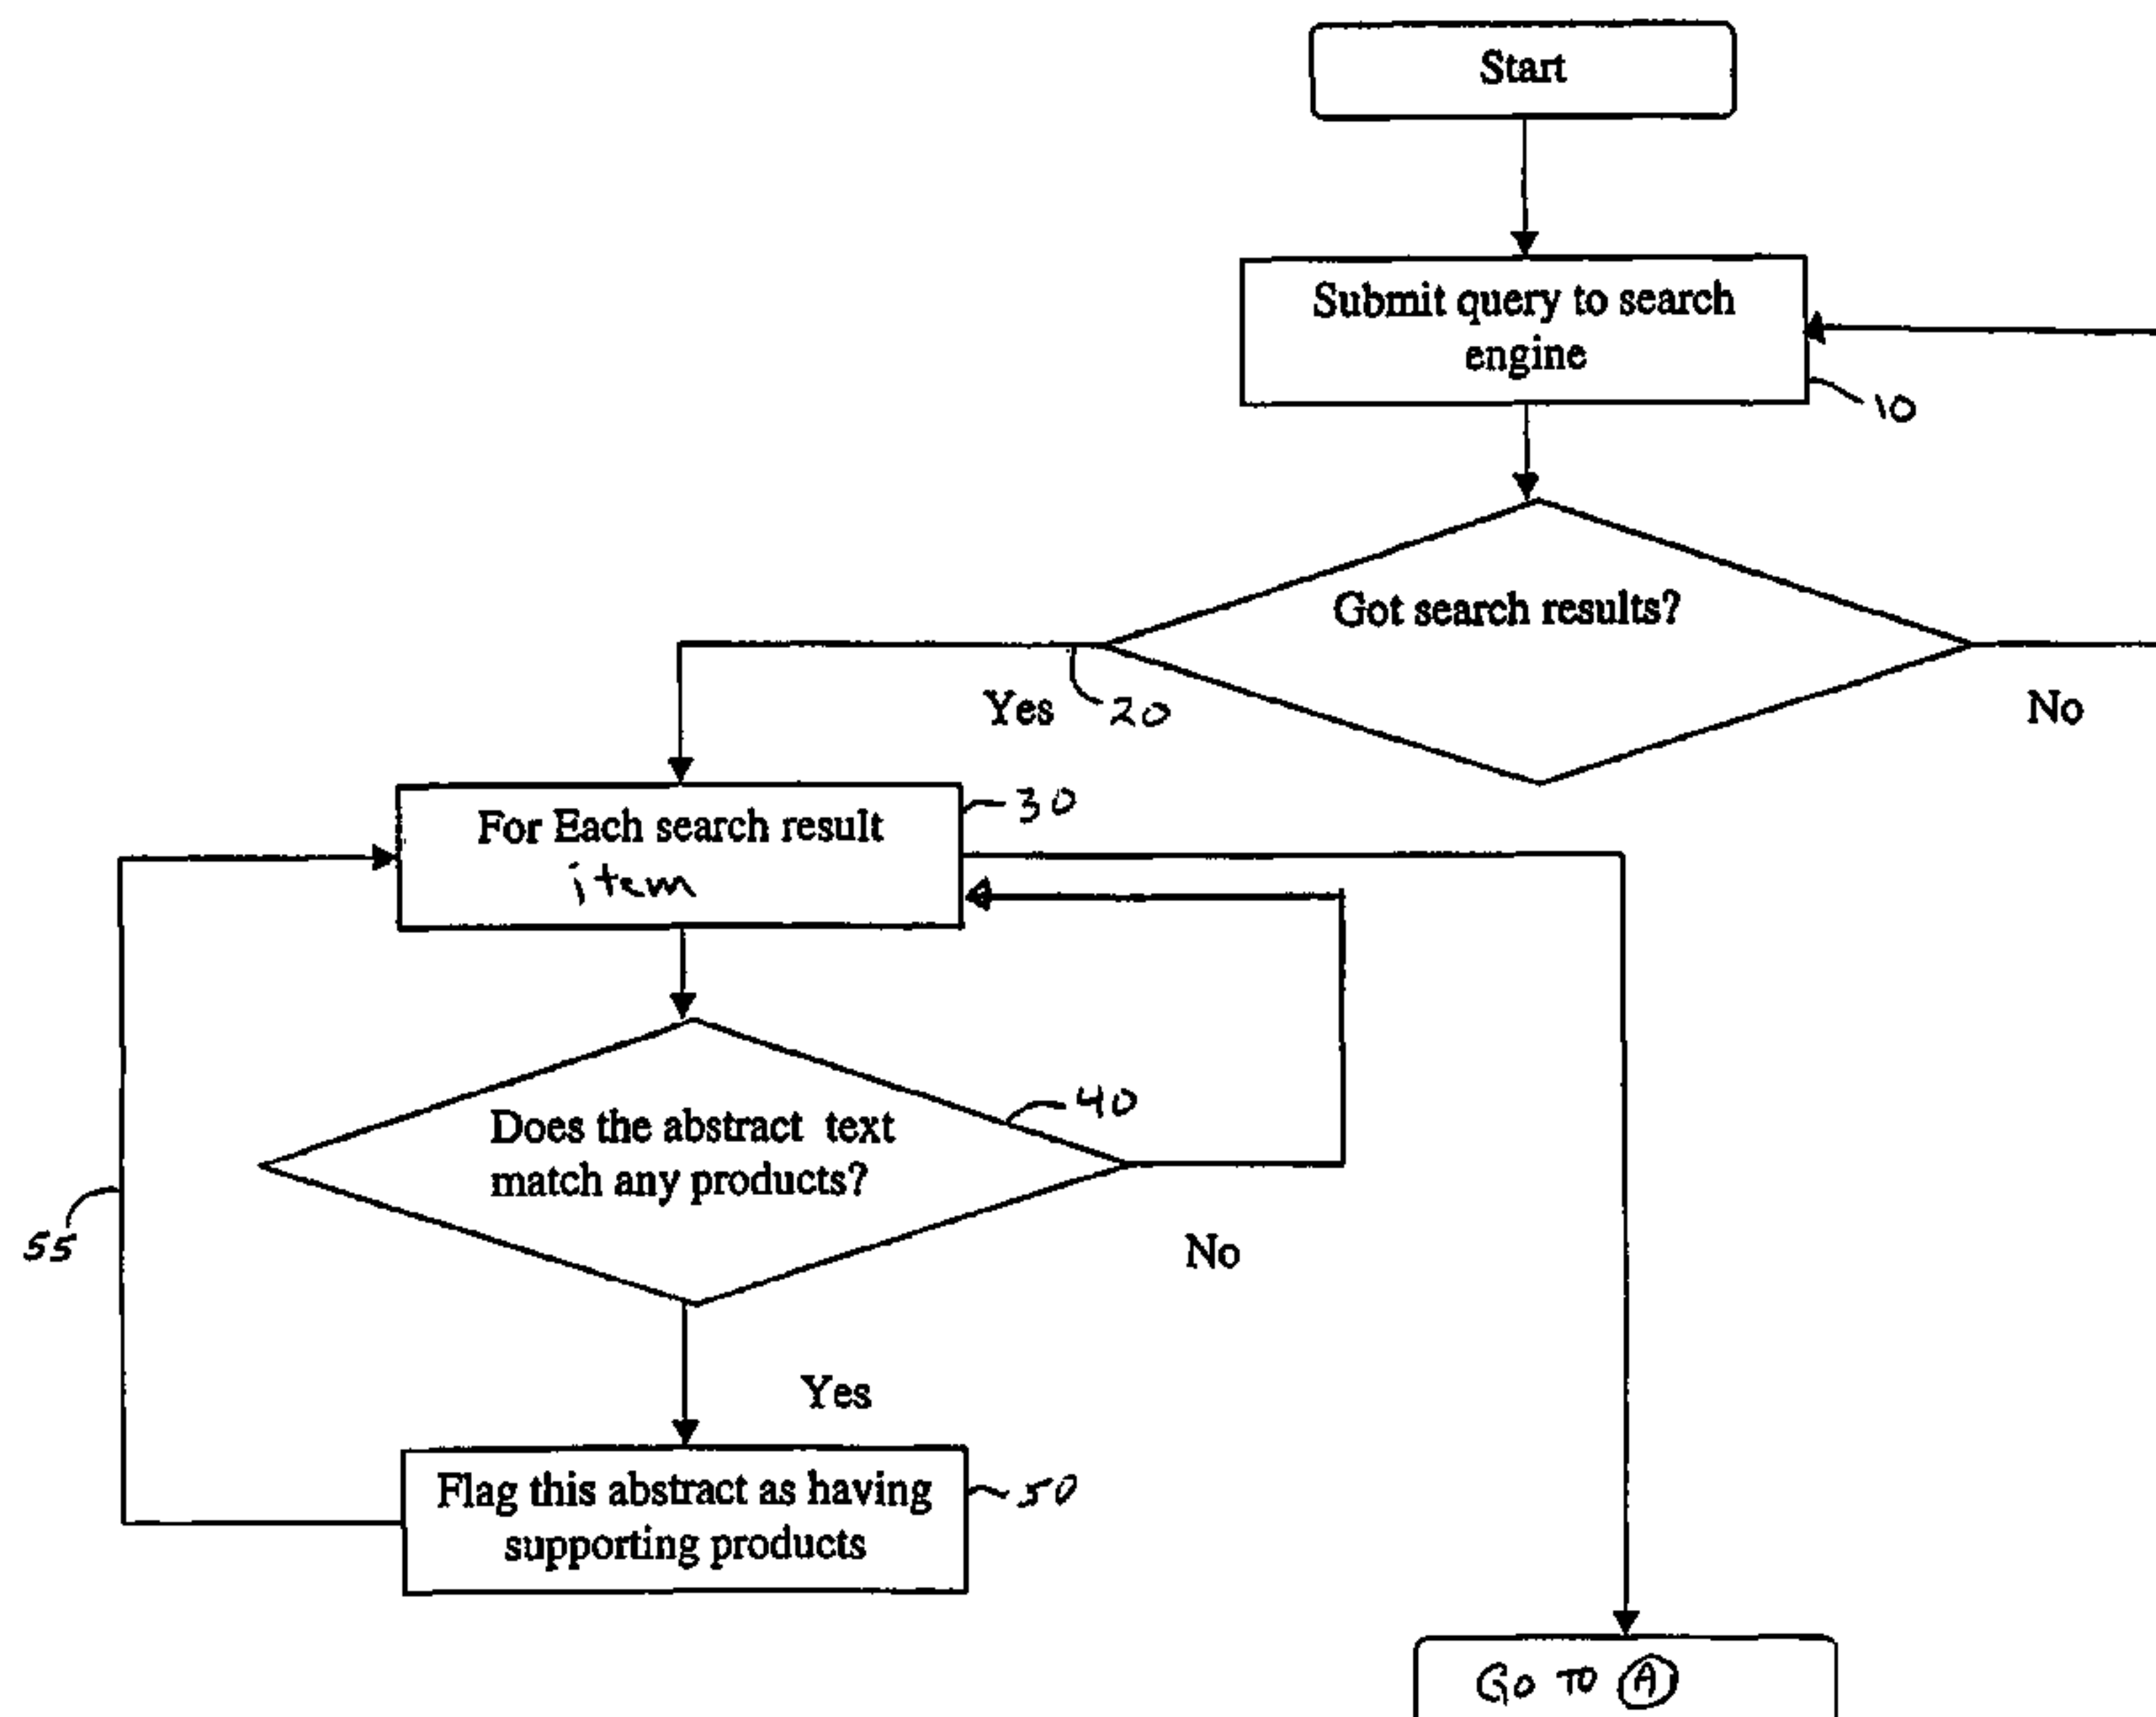 Start
Submit query to search
engine
10
Got search results?
Yes
20
No
For Each search result
item
30
Does the abstract text
match any products?
40
No
55
Yes
Flag this abstract as having
supporting products
50
Go TO A